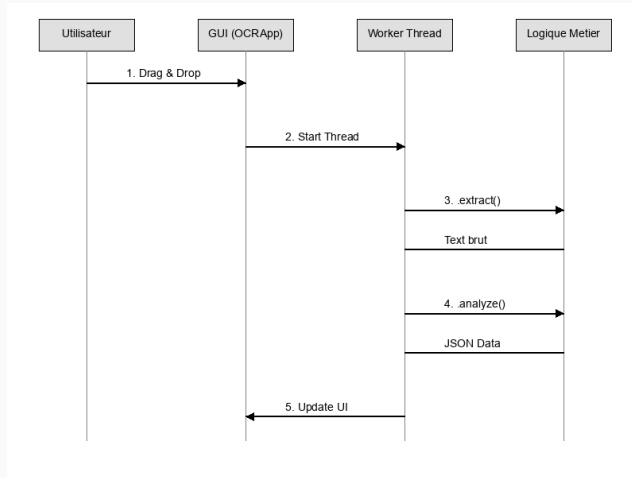 Utilisateur
GUI (OCRApp)
Worker Thread
Logique Metier
1. Drag & Drop
2. Start Thread
3. .extract()
Text brut
4. .analyze()
JSON Data
5. Update UI